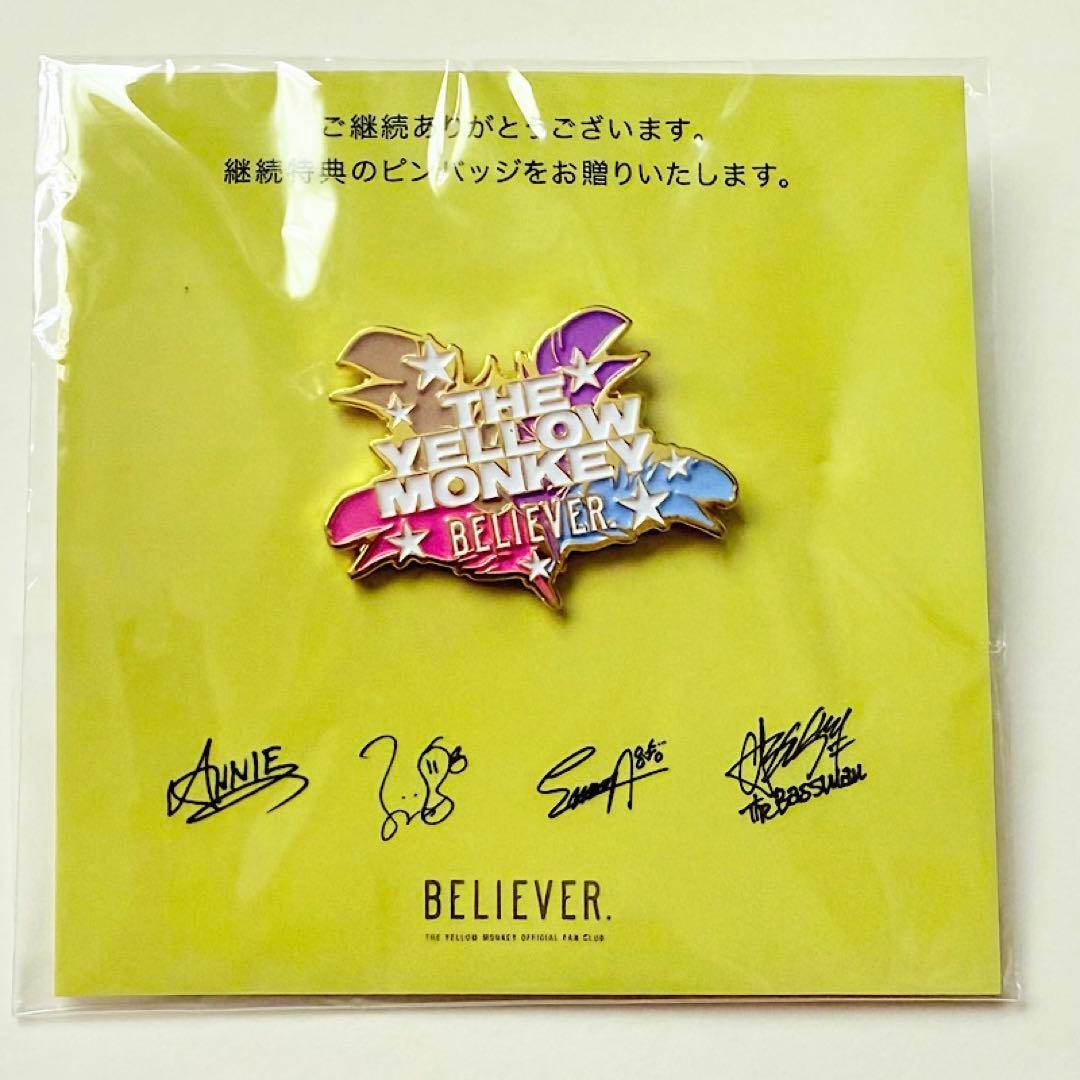 ご継続ありがとうございます。
継続特典のピンバッジをお贈りいたします。
THE
YELLOW
MONKEY
BELIEVER.
ANNIE
EmmA
The BASSMAN
BELIEVER.
THE YELLOW MONKEY OFFICIAL FAN CLUB